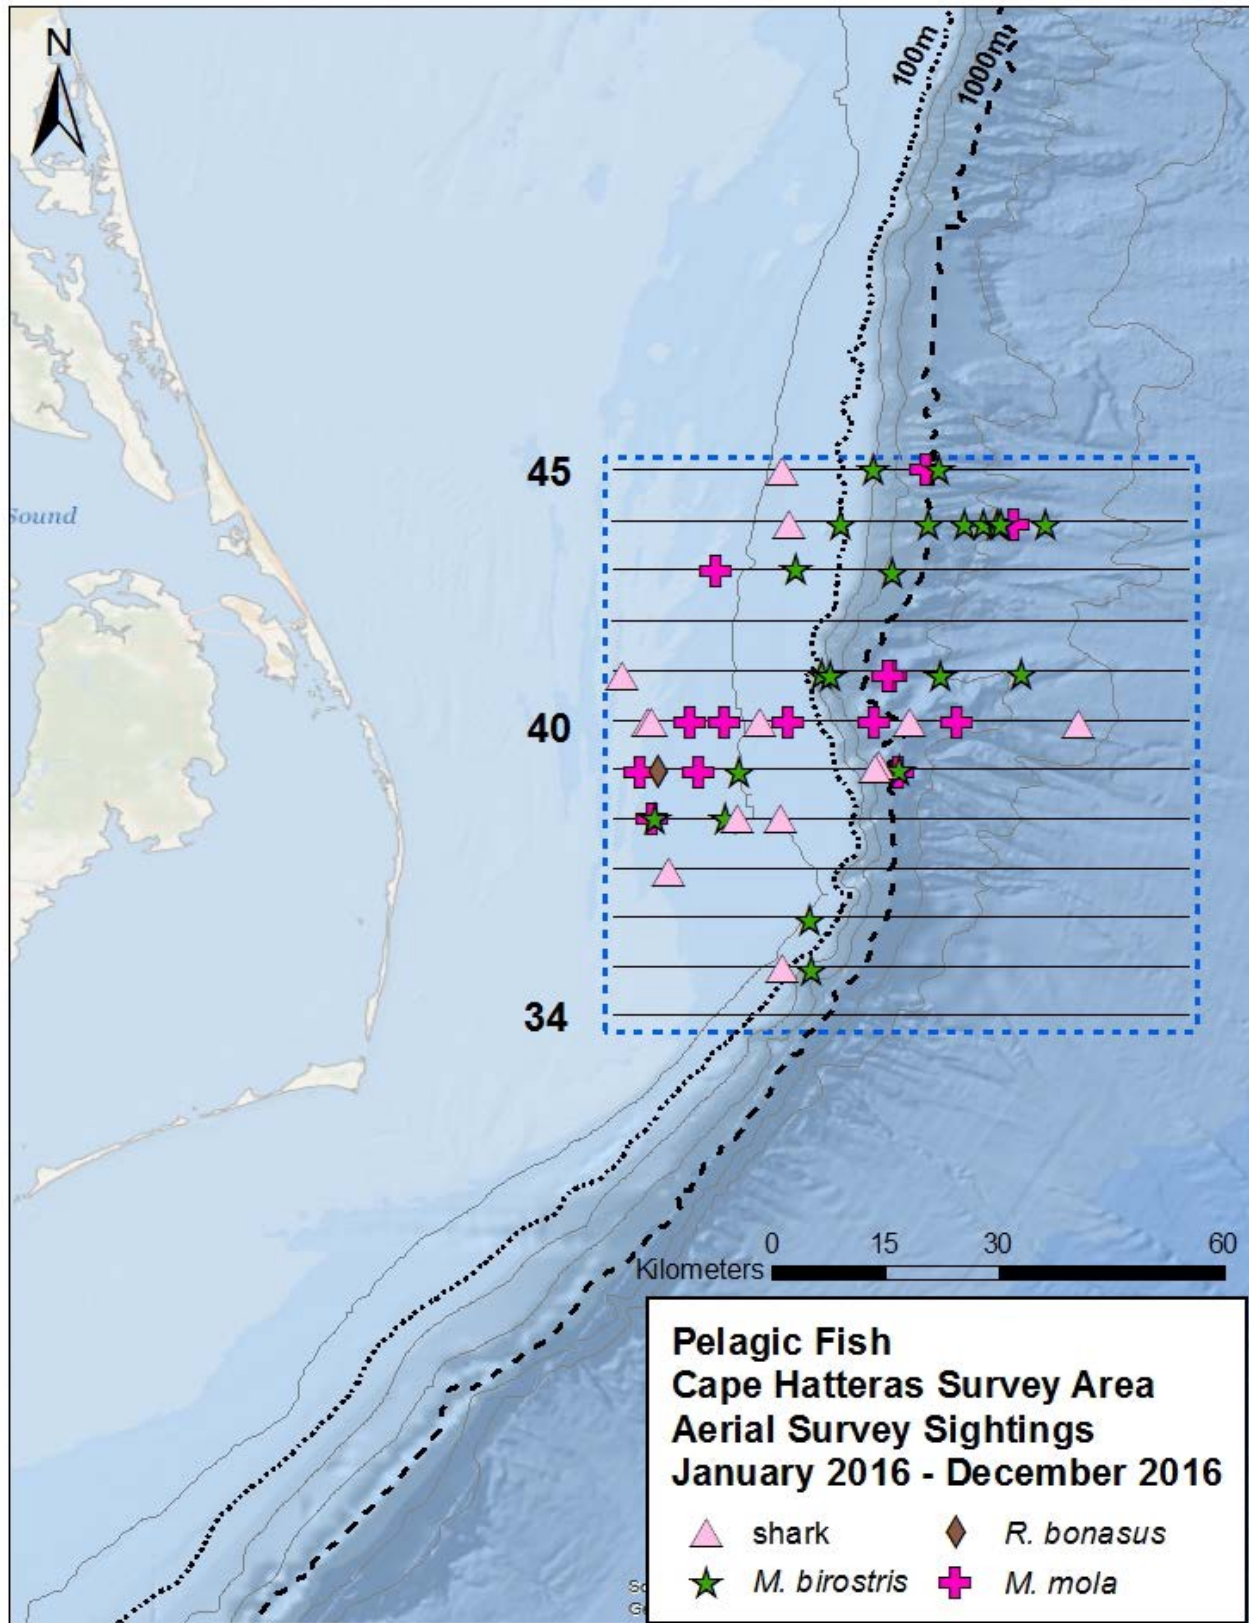 N
100m
1000m
45
Sound
40
34
0 15 30 60
Kilometers
Pelagic Fish
Cape Hatteras Survey Area
Aerial Survey Sightings
January 2016 - December 2016
shark R. bonasus
M. birostris M. mola